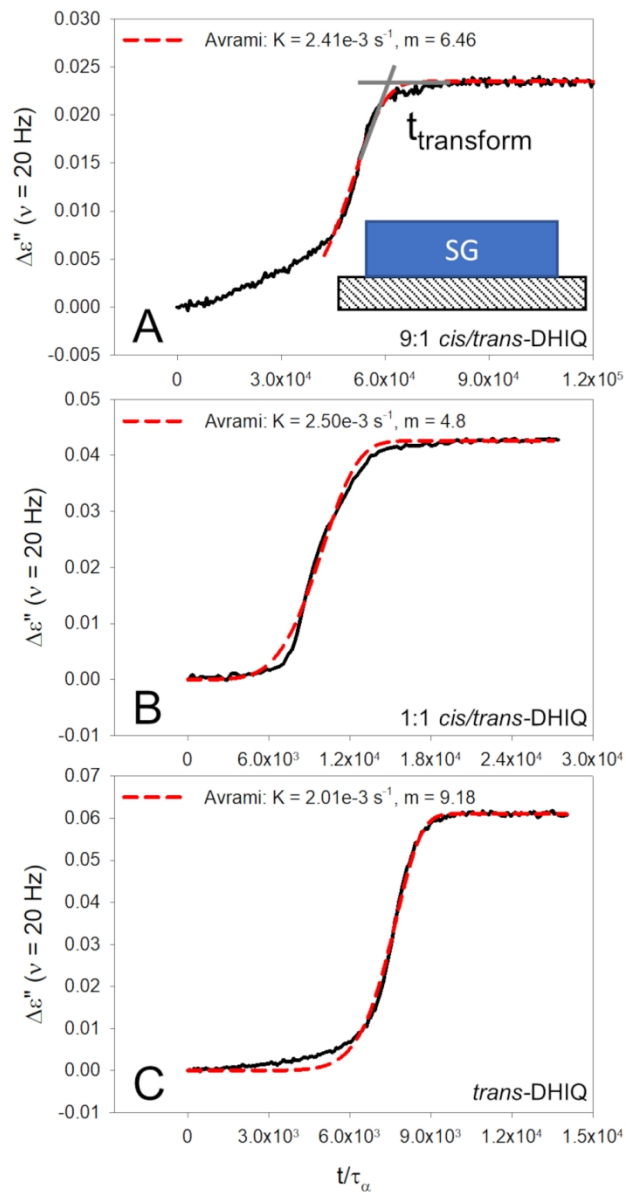 Avrami: K = 2.41e-3 s⁻¹, m = 6.46
0.030
0.025
0.020
0.015
0.010
0.005
0.000
-0.005
Δε" (ν = 20 Hz)
t_transform
SG
A
9:1 cis/trans-DHIQ
0 3.0x10⁴ 6.0x10⁴ 9.0x10⁴ 1.2x10⁵
Avrami: K = 2.50e-3 s⁻¹, m = 4.8
0.05
0.04
0.03
0.02
0.01
0.00
-0.01
Δε" (ν = 20 Hz)
B
1:1 cis/trans-DHIQ
0 6.0x10³ 1.2x10⁴ 1.8x10⁴ 2.4x10⁴ 3.0x10⁴
Avrami: K = 2.01e-3 s⁻¹, m = 9.18
0.07
0.06
0.05
0.04
0.03
0.02
0.01
0.00
-0.01
Δε" (ν = 20 Hz)
C
trans-DHIQ
0 3.0x10³ 6.0x10³ 9.0x10³ 1.2x10⁴ 1.5x10⁴
t/τ_α